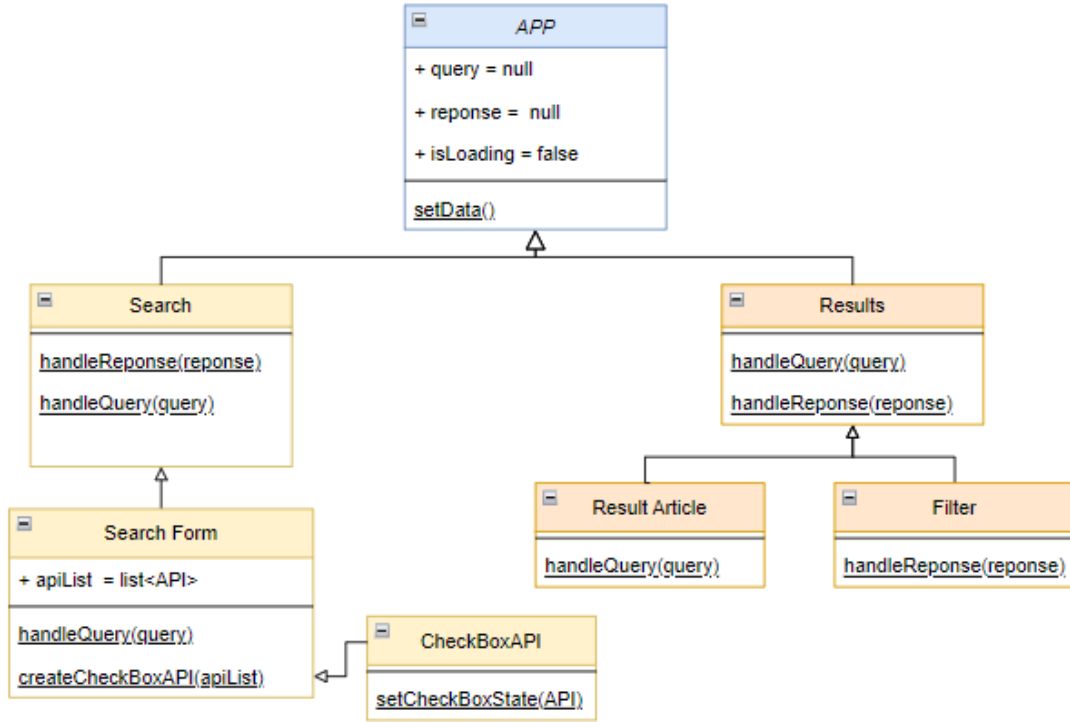 APP
+ query = null
+ reponse = null
+ isLoading = false
setData()
Search
handleReponse(reponse)
handleQuery(query)
Results
handleQuery(query)
handleReponse(reponse)
Search Form
+ apiList = list<API>
handleQuery(query)
createCheckBoxAPI(apiList)
CheckBoxAPI
setCheckBoxState(API)
Result Article
handleQuery(query)
Filter
handleReponse(reponse)